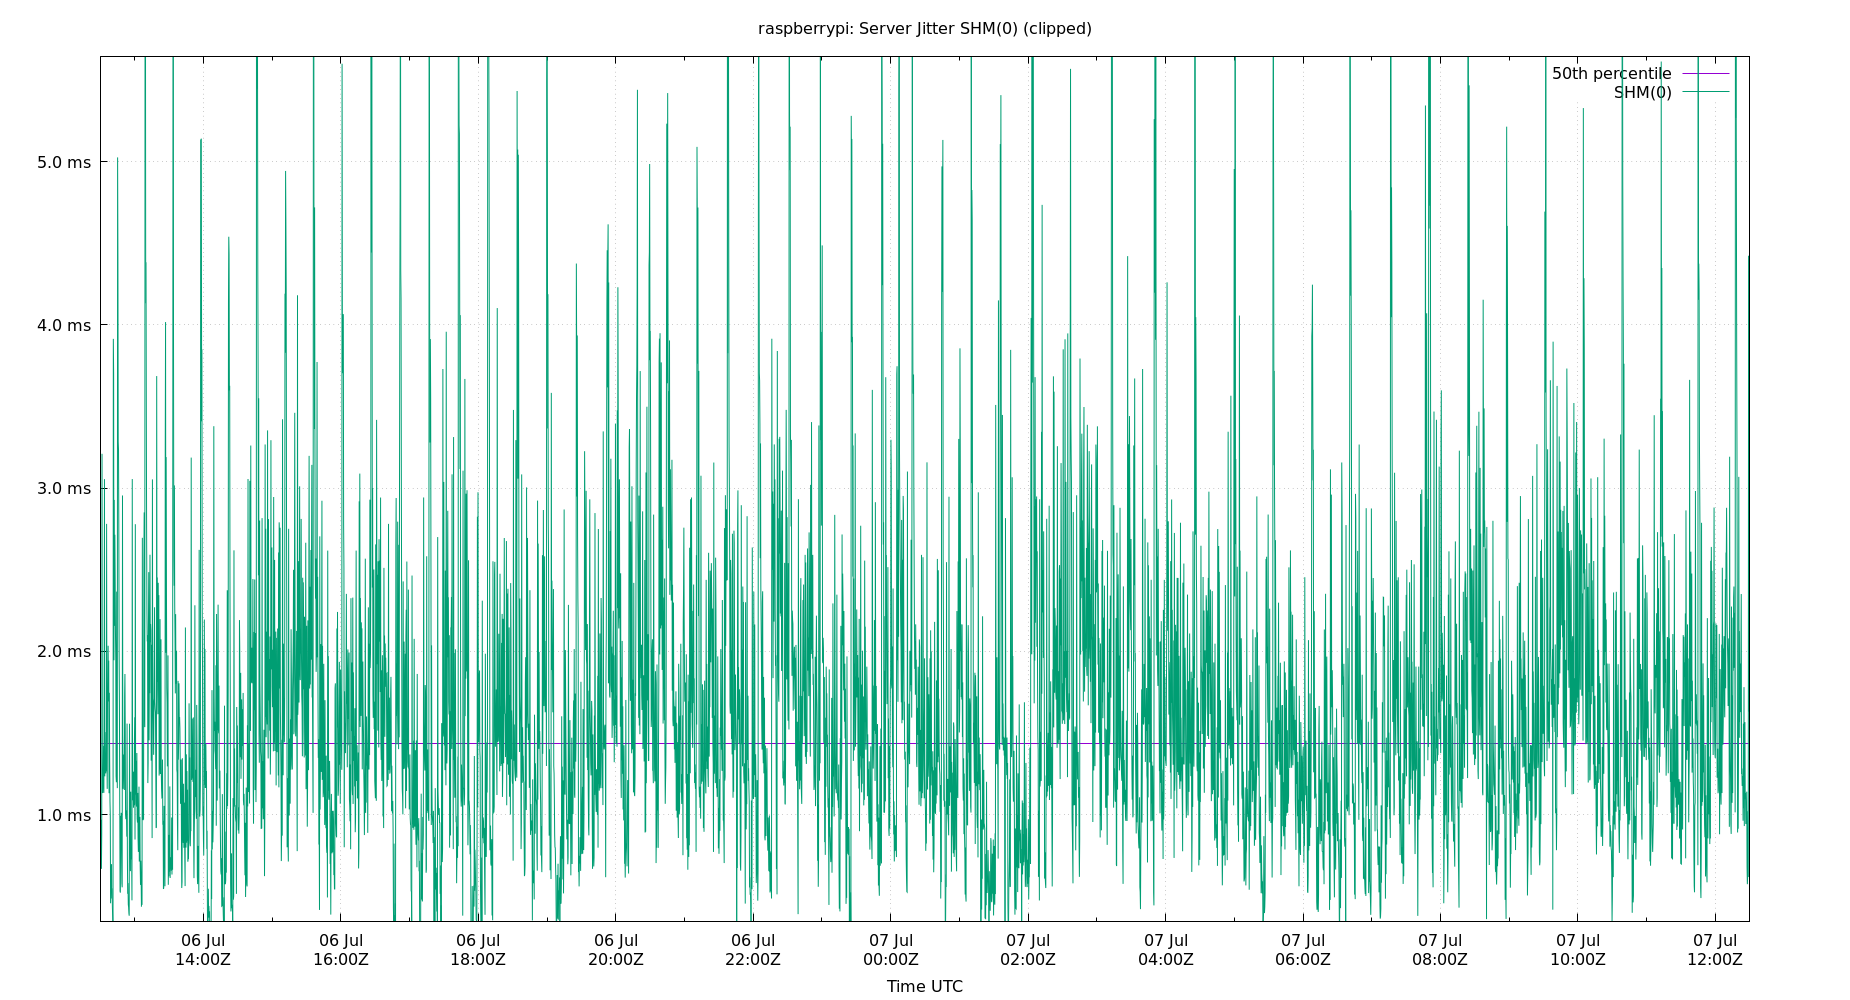 raspberrypi: Server Jitter SHM(0) (clipped)
50th percentile
SHM(0)
5.0 ms
4.0 ms
3.0 ms
2.0 ms
1.0 ms
06 Jul 06 Jul 06 Jul 06 Jul 06 Jul 07 Jul 07 Jul 07 Jul 07 Jul 07 Jul 07 Jul 07 Jul
14:00Z 16:00Z 18:00Z 20:00Z 22:00Z 00:00Z 02:00Z 04:00Z 06:00Z 08:00Z 10:00Z 12:00Z
Time UTC